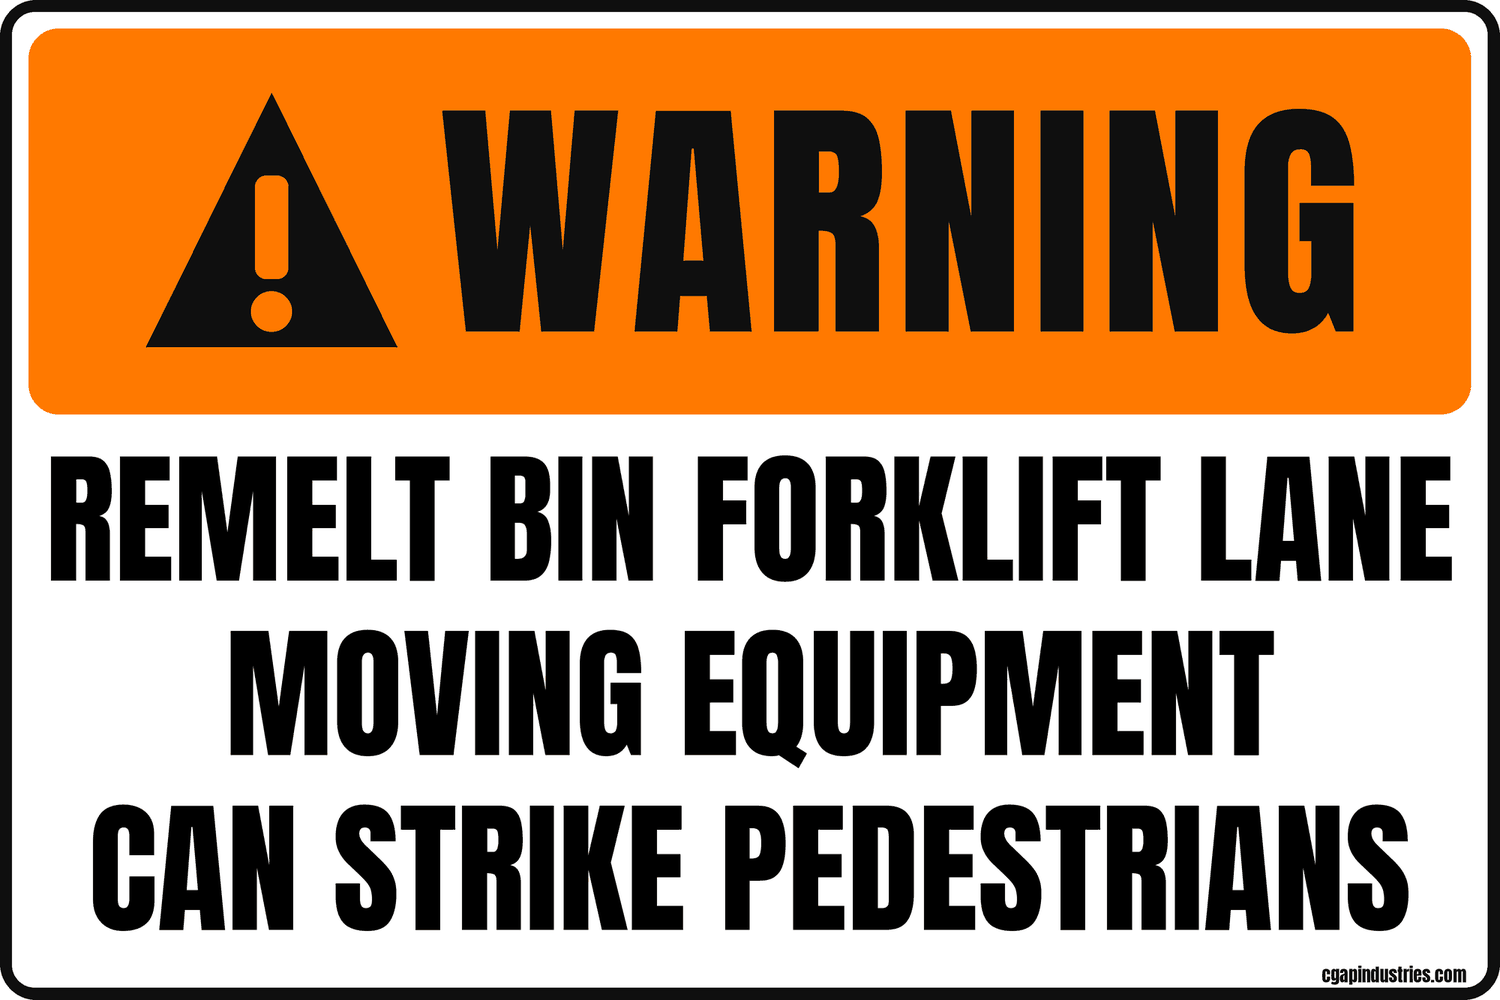 WARNING
REMELT BIN FORKLIFT LANE
MOVING EQUIPMENT
CAN STRIKE PEDESTRIANS
cgapindustries.com